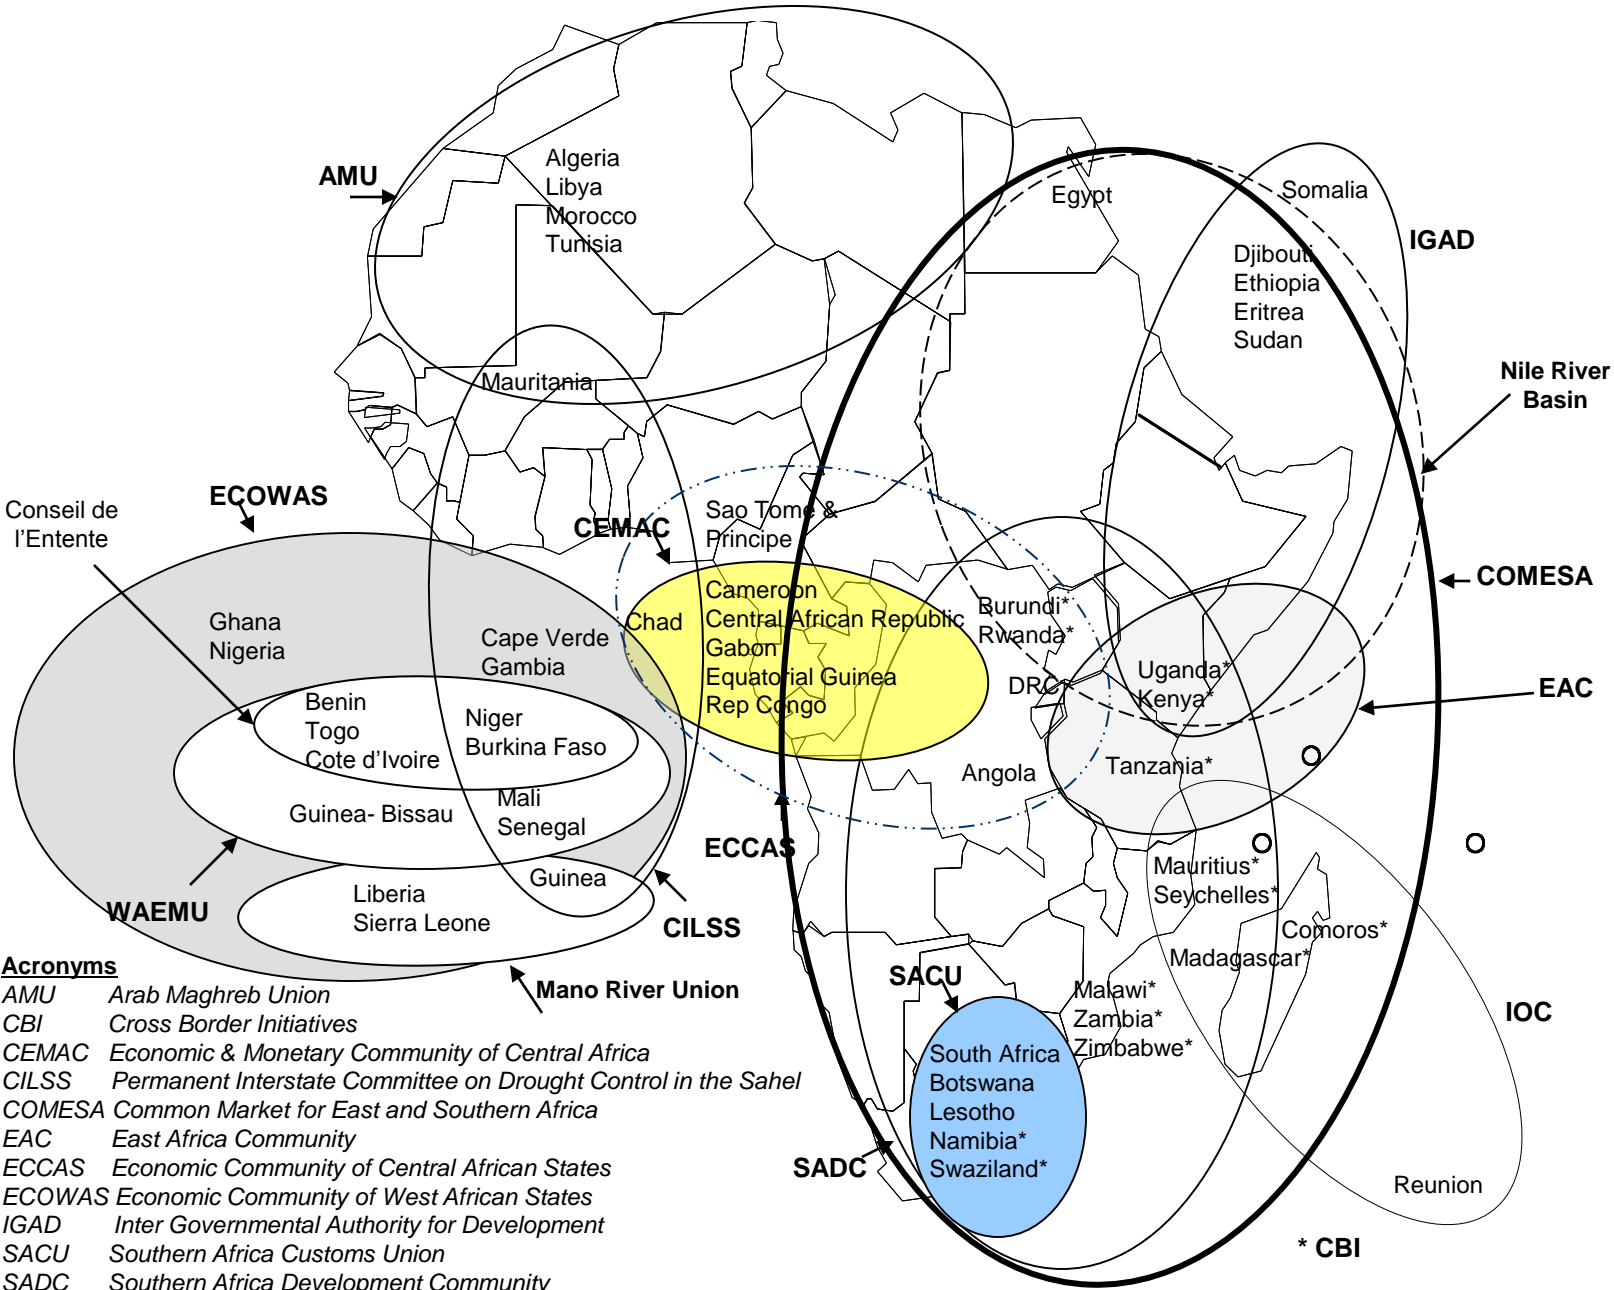 AMU
Algeria
Libya
Morocco
Tunisia
Egypt
Somalia
IGAD
Djibouti
Ethiopia
Eritrea
Sudan
Nile River
Basin
Mauritania
Conseil de
l'Entente
ECOWAS
CEMAC
Sao Tome &
Principe
COMESA
Ghana
Nigeria
Cape Verde
Gambia
Chad
Cameroon
Central African Republic
Gabon
Equatorial Guinea
Rep Congo
Burundi*
Rwanda*
DRC
Uganda*
Kenya*
EAC
Benin
Togo
Cote d'Ivoire
Niger
Burkina Faso
Angola
Tanzania*
Guinea- Bissau
Mali
Senegal
ECCAS
WAEMU
Liberia
Sierra Leone
Guinea
CILSS
Mauritius*
Seychelles*
Comoros*
Madagascar*
Mano River Union
SACU
Malawi*
Zambia*
Zimbabwe*
IOC
South Africa
Botswana
Lesotho
Namibia*
Swaziland*
SADC
Reunion
* CBI
Acronyms
AMU Arab Maghreb Union
CBI Cross Border Initiatives
CEMAC Economic & Monetary Community of Central Africa
CILSS Permanent Interstate Committee on Drought Control in the Sahel
COMESA Common Market for East and Southern Africa
EAC East Africa Community
ECCAS Economic Community of Central African States
ECOWAS Economic Community of West African States
IGAD Inter Governmental Authority for Development
SACU Southern Africa Customs Union
SADC Southern Africa Development Community